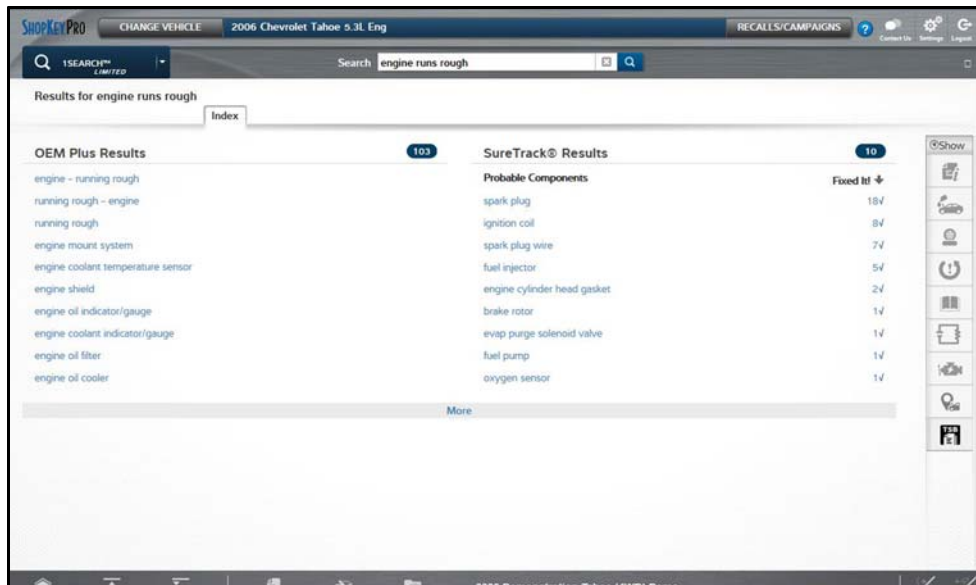 SHOPKEYPRO CHANGE VEHICLE 2006 Chevrolet Tahoe 5.3L Eng RECALLS/CAMPAIGNS ? Contact Us Settings Logout
1SEARCH™ LIMITED Search engine runs rough
Results for engine runs rough
Index
OEM Plus Results 103
engine - running rough
running rough - engine
running rough
engine mount system
engine coolant temperature sensor
engine shield
engine oil indicator/gauge
engine coolant indicator/gauge
engine oil filter
engine oil cooler
SureTrack® Results 10
Probable Components Fixed It!
spark plug 18√
ignition coil 8√
spark plug wire 7√
fuel injector 5√
engine cylinder head gasket 2√
brake rotor 1√
evap purge solenoid valve 1√
fuel pump 1√
oxygen sensor 1√
More
Show
TSB